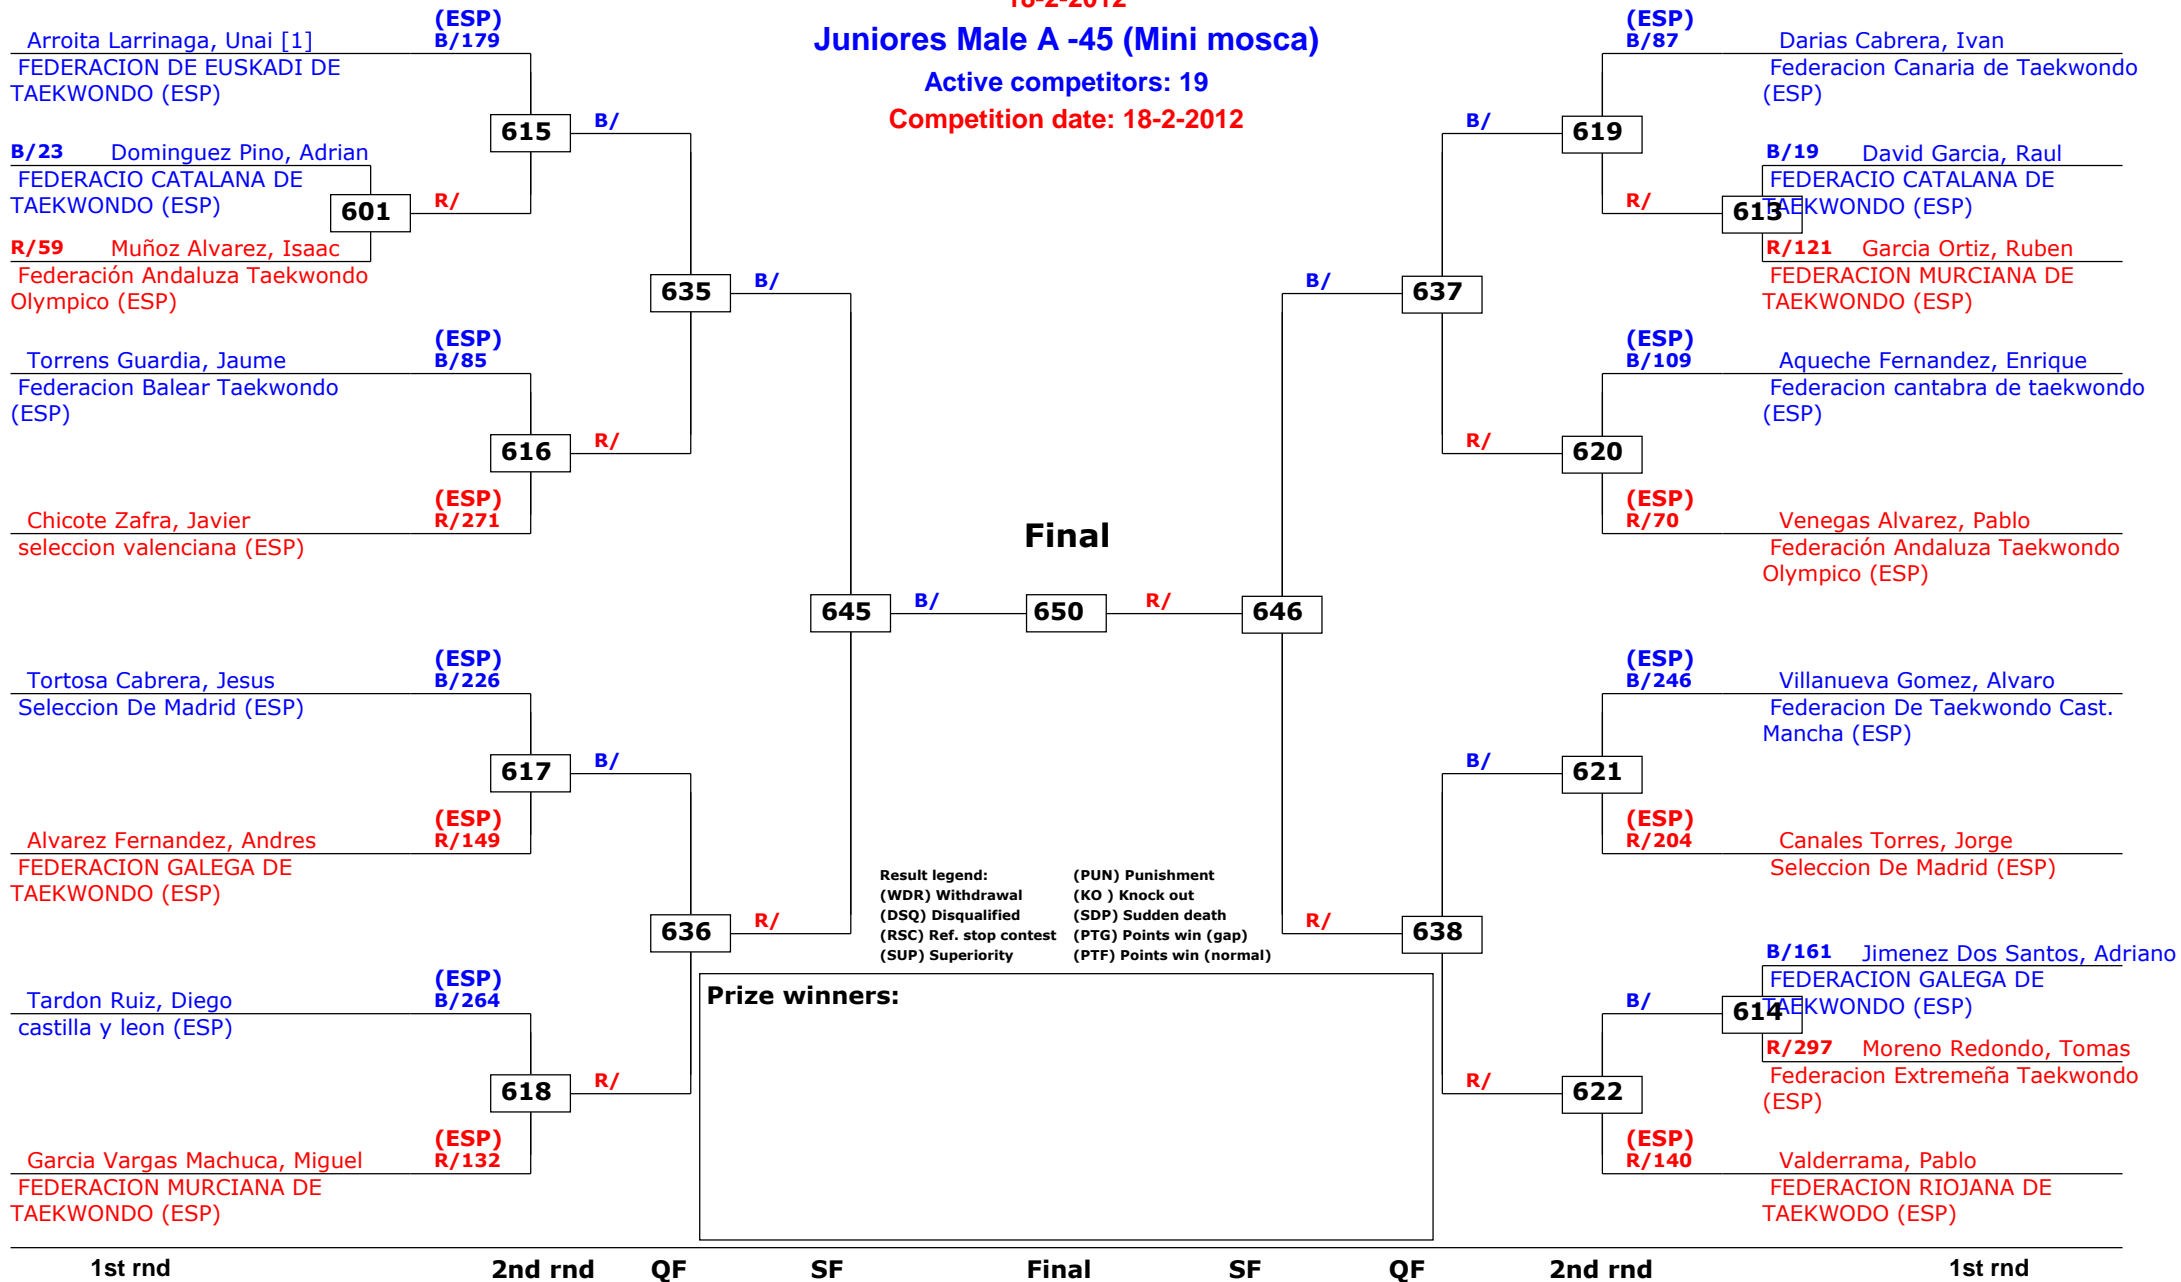 18-2-2012
Juniores Male A -45 (Mini mosca)
Active competitors: 19
Competition date: 18-2-2012
(ESP)
Arroita Larrinaga, Unai [1] B/179
FEDERACION DE EUSKADI DE
TAEKWONDO (ESP)
615 B/
B/23 Dominguez Pino, Adrian
FEDERACIO CATALANA DE
TAEKWONDO (ESP)
601 R/
R/59 Muñoz Alvarez, Isaac
Federación Andaluza Taekwondo
Olympico (ESP)
635 B/
(ESP)
Torrens Guardia, Jaume B/85
Federacion Balear Taekwondo
(ESP)
616 R/
(ESP)
Chicote Zafra, Javier R/271
seleccion valenciana (ESP)
Final
645 B/ 650 R/ 646
(ESP)
Tortosa Cabrera, Jesus B/226
Seleccion De Madrid (ESP)
617 B/
(ESP)
Alvarez Fernandez, Andres R/149
FEDERACION GALEGA DE
TAEKWONDO (ESP)
636 R/
(ESP)
Tardon Ruiz, Diego B/264
castilla y leon (ESP)
618 R/
(ESP)
Garcia Vargas Machuca, Miguel R/132
FEDERACION MURCIANA DE
TAEKWONDO (ESP)
(ESP)
B/87 Darias Cabrera, Ivan
Federacion Canaria de Taekwondo
(ESP)
B/ 619
B/19 David Garcia, Raul
FEDERACIO CATALANA DE
TAEKWONDO (ESP)
R/ 613
R/121 Garcia Ortiz, Ruben
FEDERACION MURCIANA DE
TAEKWONDO (ESP)
B/ 637
(ESP)
B/109 Aqueche Fernandez, Enrique
Federacion cantabra de taekwondo
(ESP)
R/ 620
(ESP)
R/70 Venegas Alvarez, Pablo
Federación Andaluza Taekwondo
Olympico (ESP)
(ESP)
B/246 Villanueva Gomez, Alvaro
Federacion De Taekwondo Cast.
Mancha (ESP)
B/ 621
(ESP)
R/204 Canales Torres, Jorge
Seleccion De Madrid (ESP)
R/ 638
B/161 Jimenez Dos Santos, Adriano
FEDERACION GALEGA DE
TAEKWONDO (ESP)
B/ 614
R/297 Moreno Redondo, Tomas
Federacion Extremeña Taekwondo
(ESP)
R/ 622
(ESP)
R/140 Valderrama, Pablo
FEDERACION RIOJANA DE
TAEKWODO (ESP)
Result legend: (PUN) Punishment
(WDR) Withdrawal (KO ) Knock out
(DSQ) Disqualified (SDP) Sudden death
(RSC) Ref. stop contest (PTG) Points win (gap)
(SUP) Superiority (PTF) Points win (normal)
Prize winners:
1st rnd 2nd rnd QF SF Final SF QF 2nd rnd 1st rnd